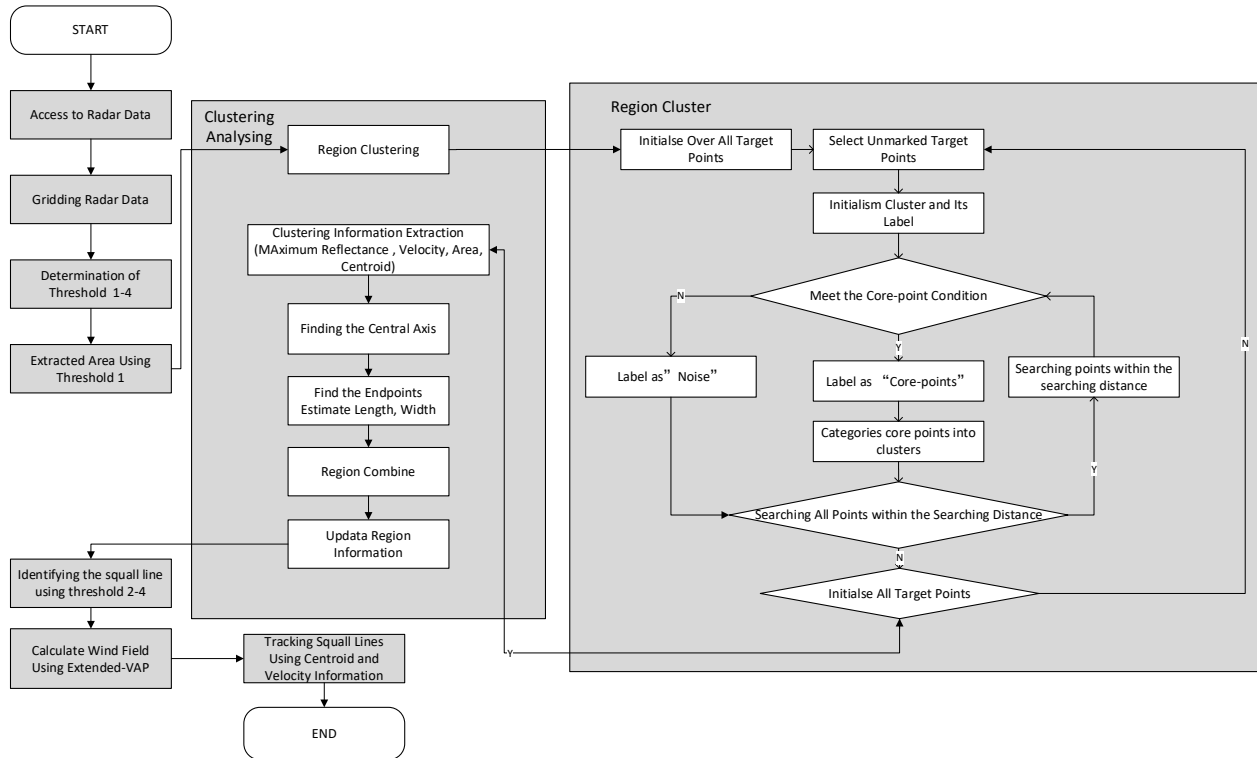 START
Access to Radar Data
Gridding Radar Data
Determination of
Threshold 1-4
Extracted Area Using
Threshold 1
Clustering
Analysing
Region Clustering
Clustering Information Extraction
(MAximum Reflectance , Velocity, Area,
Centroid)
Finding the Central Axis
Find the Endpoints
Estimate Length, Width
Region Combine
Updata Region
Information
Identifying the squall line
using threshold 2-4
Calculate Wind Field
Using Extended-VAP
Tracking Squall Lines
Using Centroid and
Velocity Information
END
Region Cluster
Initialse Over All Target
Points
Select Unmarked Target
Points
Initialism Cluster and Its
Label
Meet the Core-point Condition
N
Y
Label as” Noise”
Label as “Core-points”
Searching points within the
searching distance
Categories core points into
clusters
Searching All Points within the Searching Distance
Y
N
Initialse All Target Points
N
Y